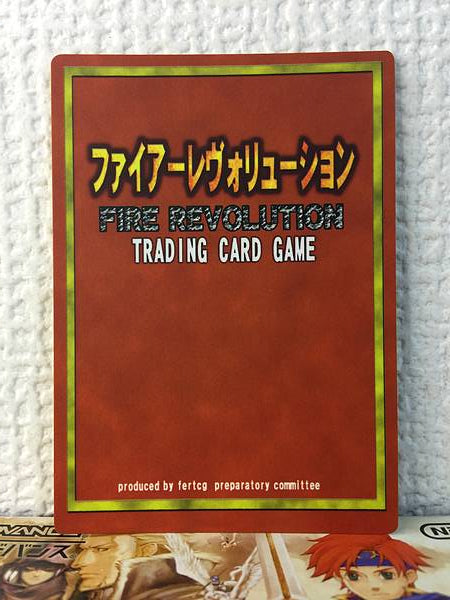 ファイアーレヴォリューション
FIRE REVOLUTION
TRADING CARD GAME
produced by fertcg preparatory committee